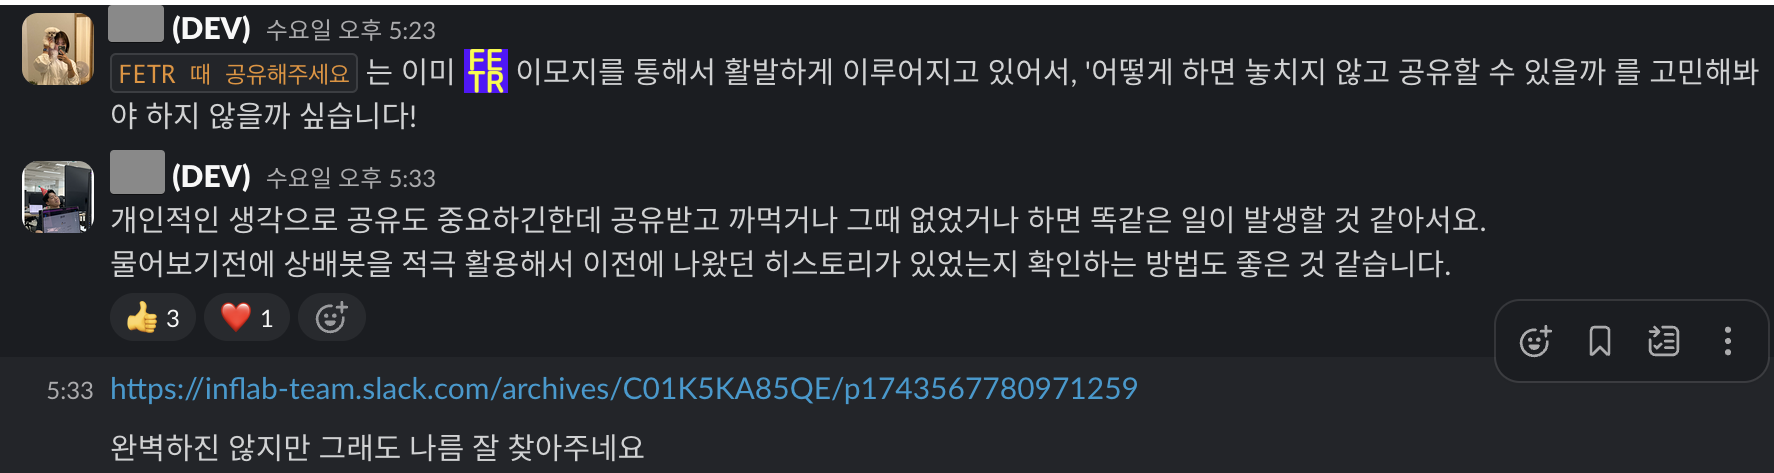 (DEV) 수요일 오후 5:23
FETR 때 공유해주세요 는 이미 FETR 이모지를 통해서 활발하게 이루어지고 있어서, '어떻게 하면 놓치지 않고 공유할 수 있을까 를 고민해봐
야 하지 않을까 싶습니다!
(DEV) 수요일 오후 5:33
개인적인 생각으로 공유도 중요하긴한데 공유받고 까먹거나 그때 없었거나 하면 똑같은 일이 발생할 것 같아서요.
물어보기전에 상배봇을 적극 활용해서 이전에 나왔던 히스토리가 있었는지 확인하는 방법도 좋은 것 같습니다.
3 1
5:33 https://inflab-team.slack.com/archives/C01K5KA85QE/p1743567780971259
완벽하진 않지만 그래도 나름 잘 찾아주네요